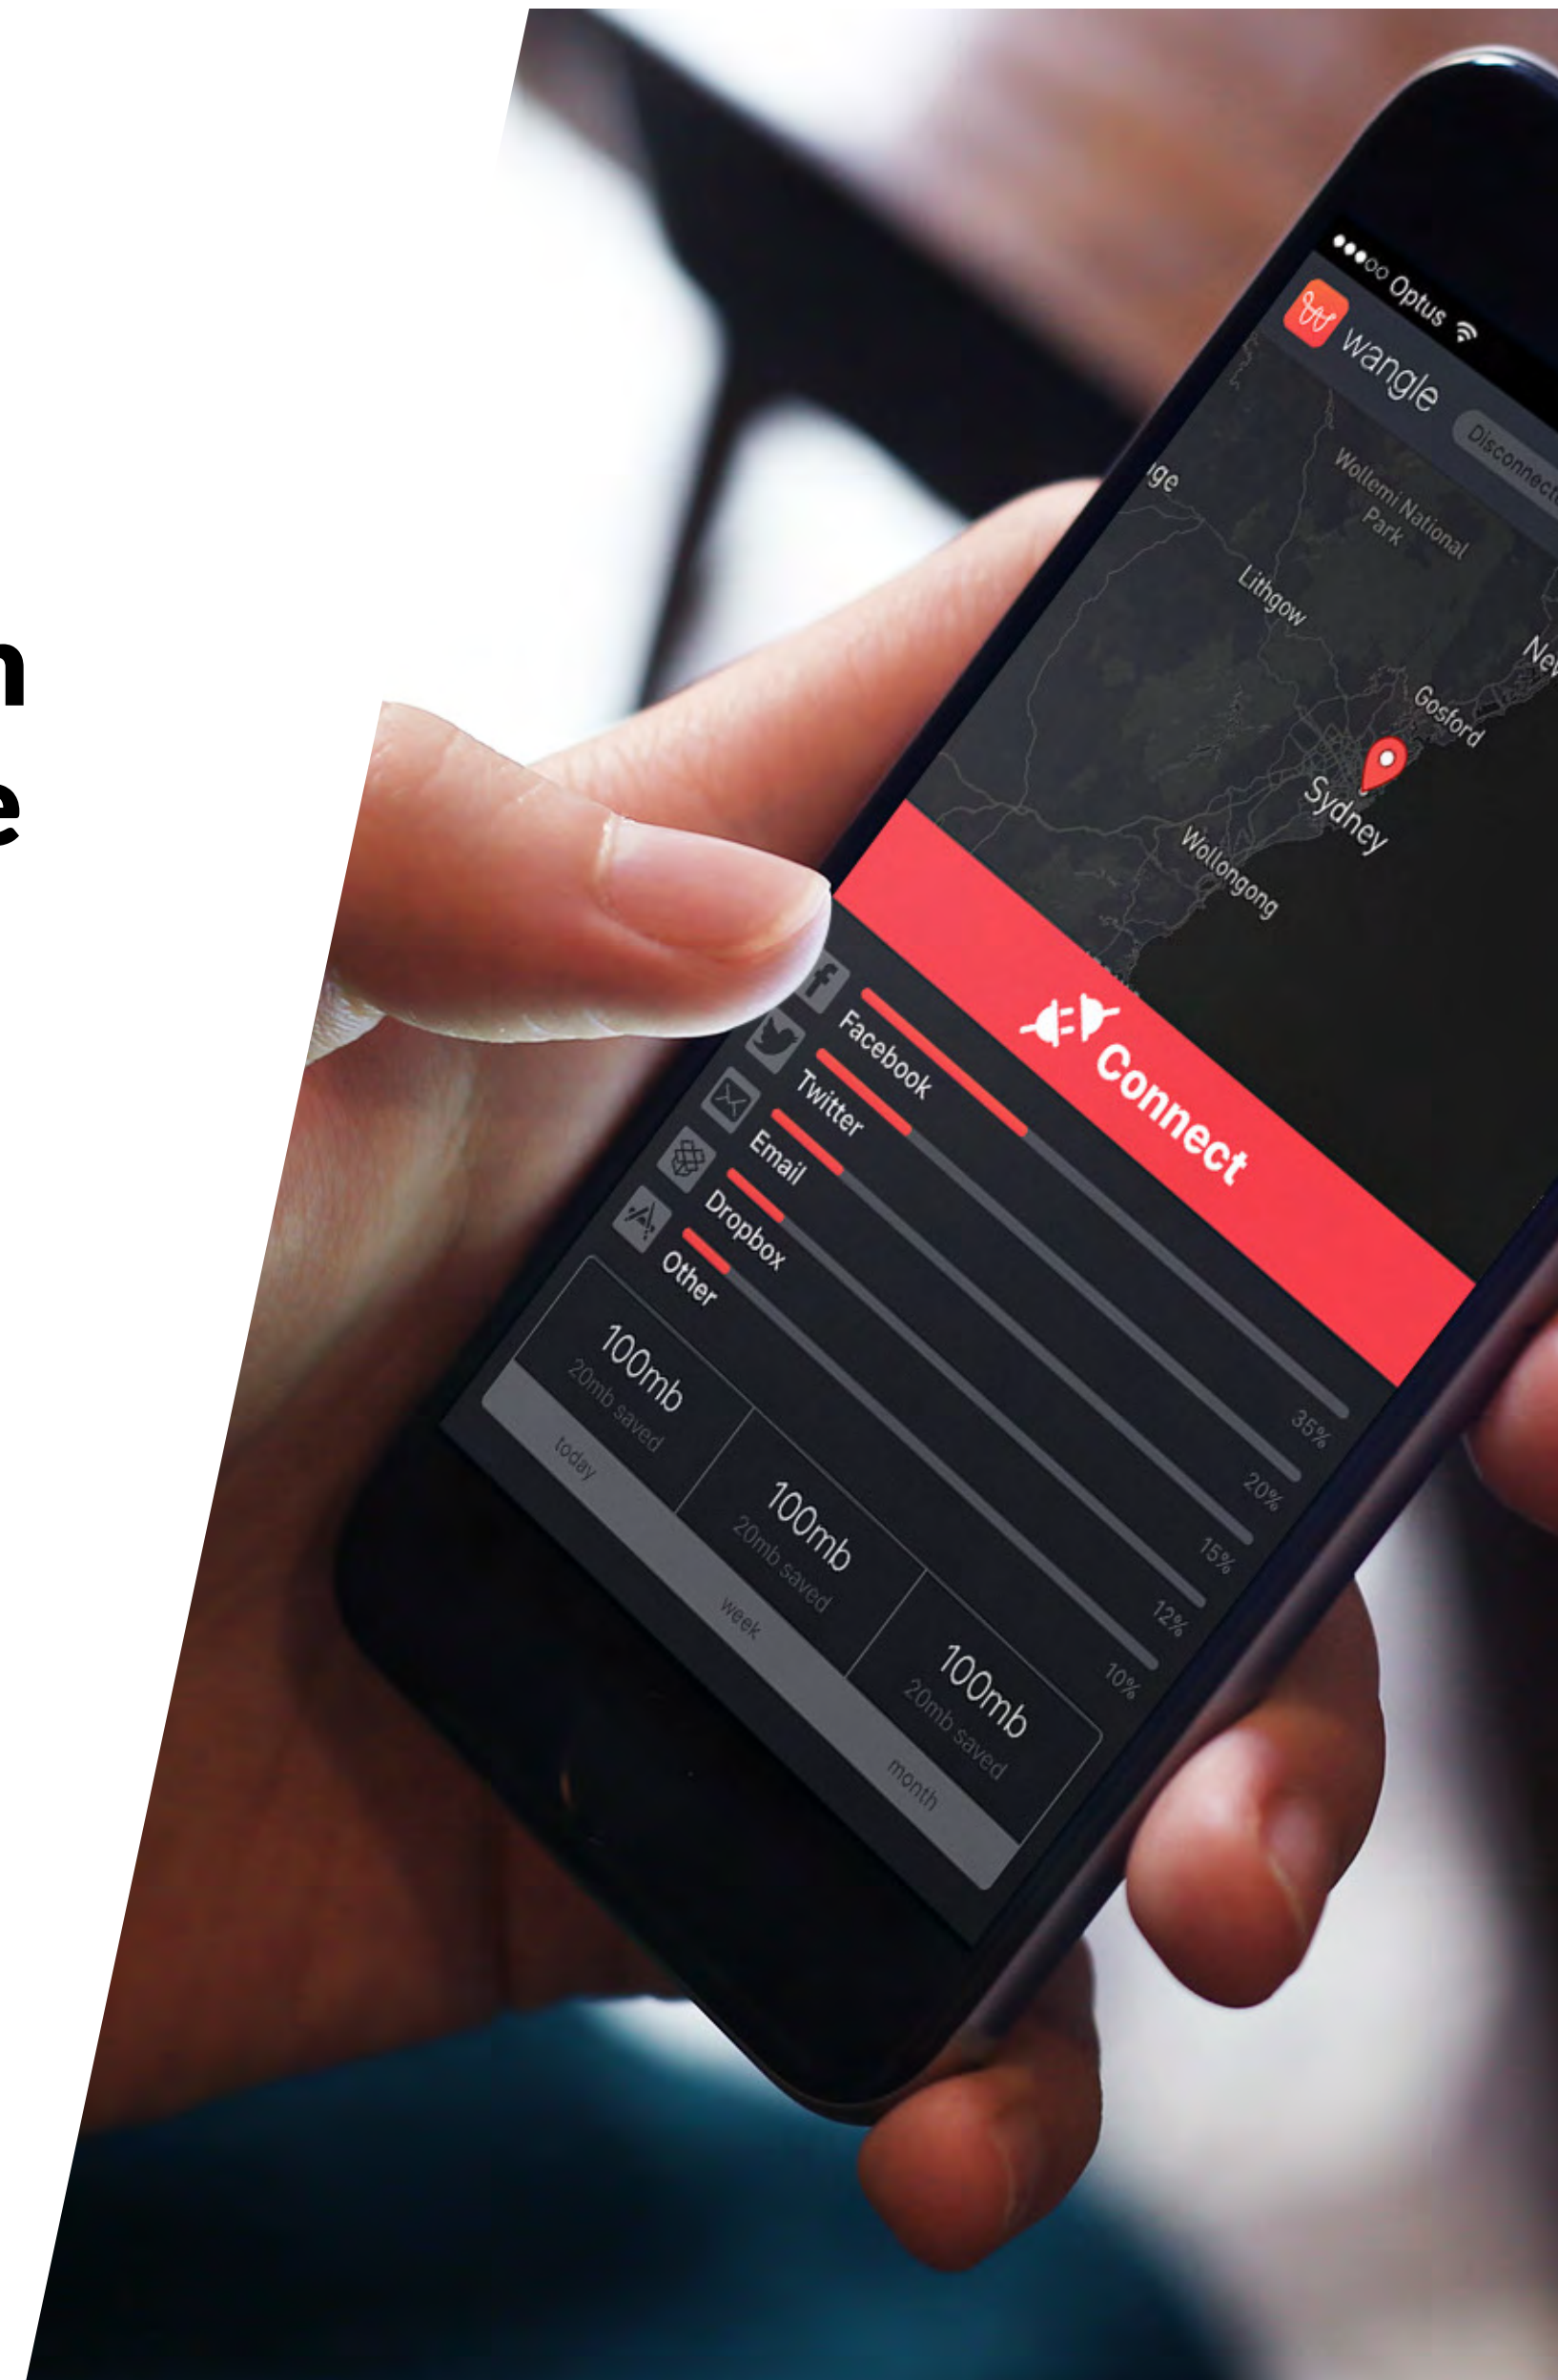 n
e
Optus
wangle
Wollemi National
Park
Lithgow
Gosford
Sydney
Wollongong
Connect
Facebook
35%
Twitter
20%
Email
15%
Dropbox
12%
Other
10%
100mb
20mb saved
today
100mb
20mb saved
week
100mb
20mb saved
month